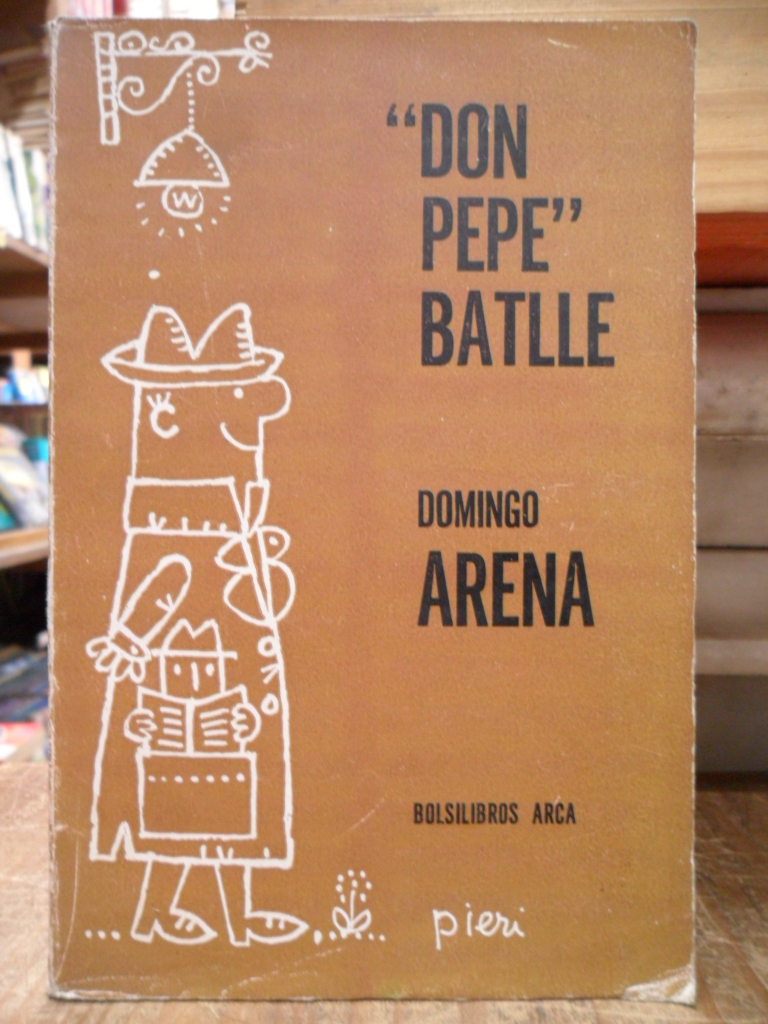 W
“DON
PEPE”
BATLLE
DOMINGO
ARENA
BOLSILIBROS ARCA
pieri